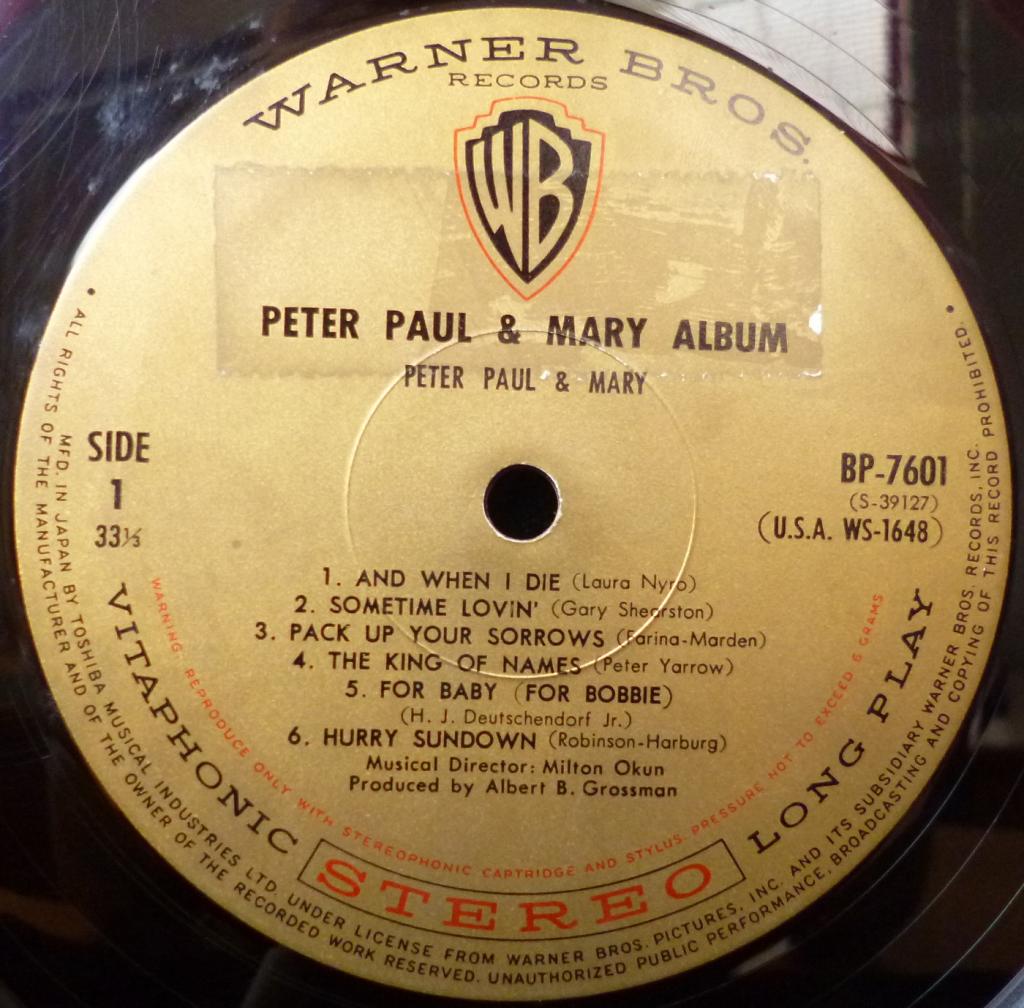 WARNER BROS.
RECORDS
WB
PETER PAUL & MARY ALBUM
PETER PAUL & MARY
SIDE
1
33⅓
BP-7601
(S-39127)
(U.S.A. WS-1648)
1. AND WHEN I DIE (Laura Nyro)
2. SOMETIME LOVIN' (Gary Shearston)
3. PACK UP YOUR SORROWS (Farina-Marden)
4. THE KING OF NAMES (Peter Yarrow)
5. FOR BABY (FOR BOBBIE)
(H. J. Deutschendorf Jr.)
6. HURRY SUNDOWN (Robinson-Harburg)
Musical Director: Milton Okun
Produced by Albert B. Grossman
WARNING: REPRODUCE ONLY WITH STEREOPHONIC CARTRIDGE AND STYLUS PRESSURE NOT TO EXCEED 6 GRAMS
VITAPHONIC STEREO LONG PLAY
MFD. IN JAPAN BY TOSHIBA MUSICAL INDUSTRIES LTD. UNDER LICENSE FROM WARNER BROS. PICTURES, INC. AND ITS SUBSIDIARY WARNER BROS. RECORDS, INC.
• ALL RIGHTS OF THE MANUFACTURER AND OF THE OWNER OF THE RECORDED WORK RESERVED. UNAUTHORIZED PUBLIC PERFORMANCE, BROADCASTING AND COPYING OF THIS RECORD PROHIBITED. •